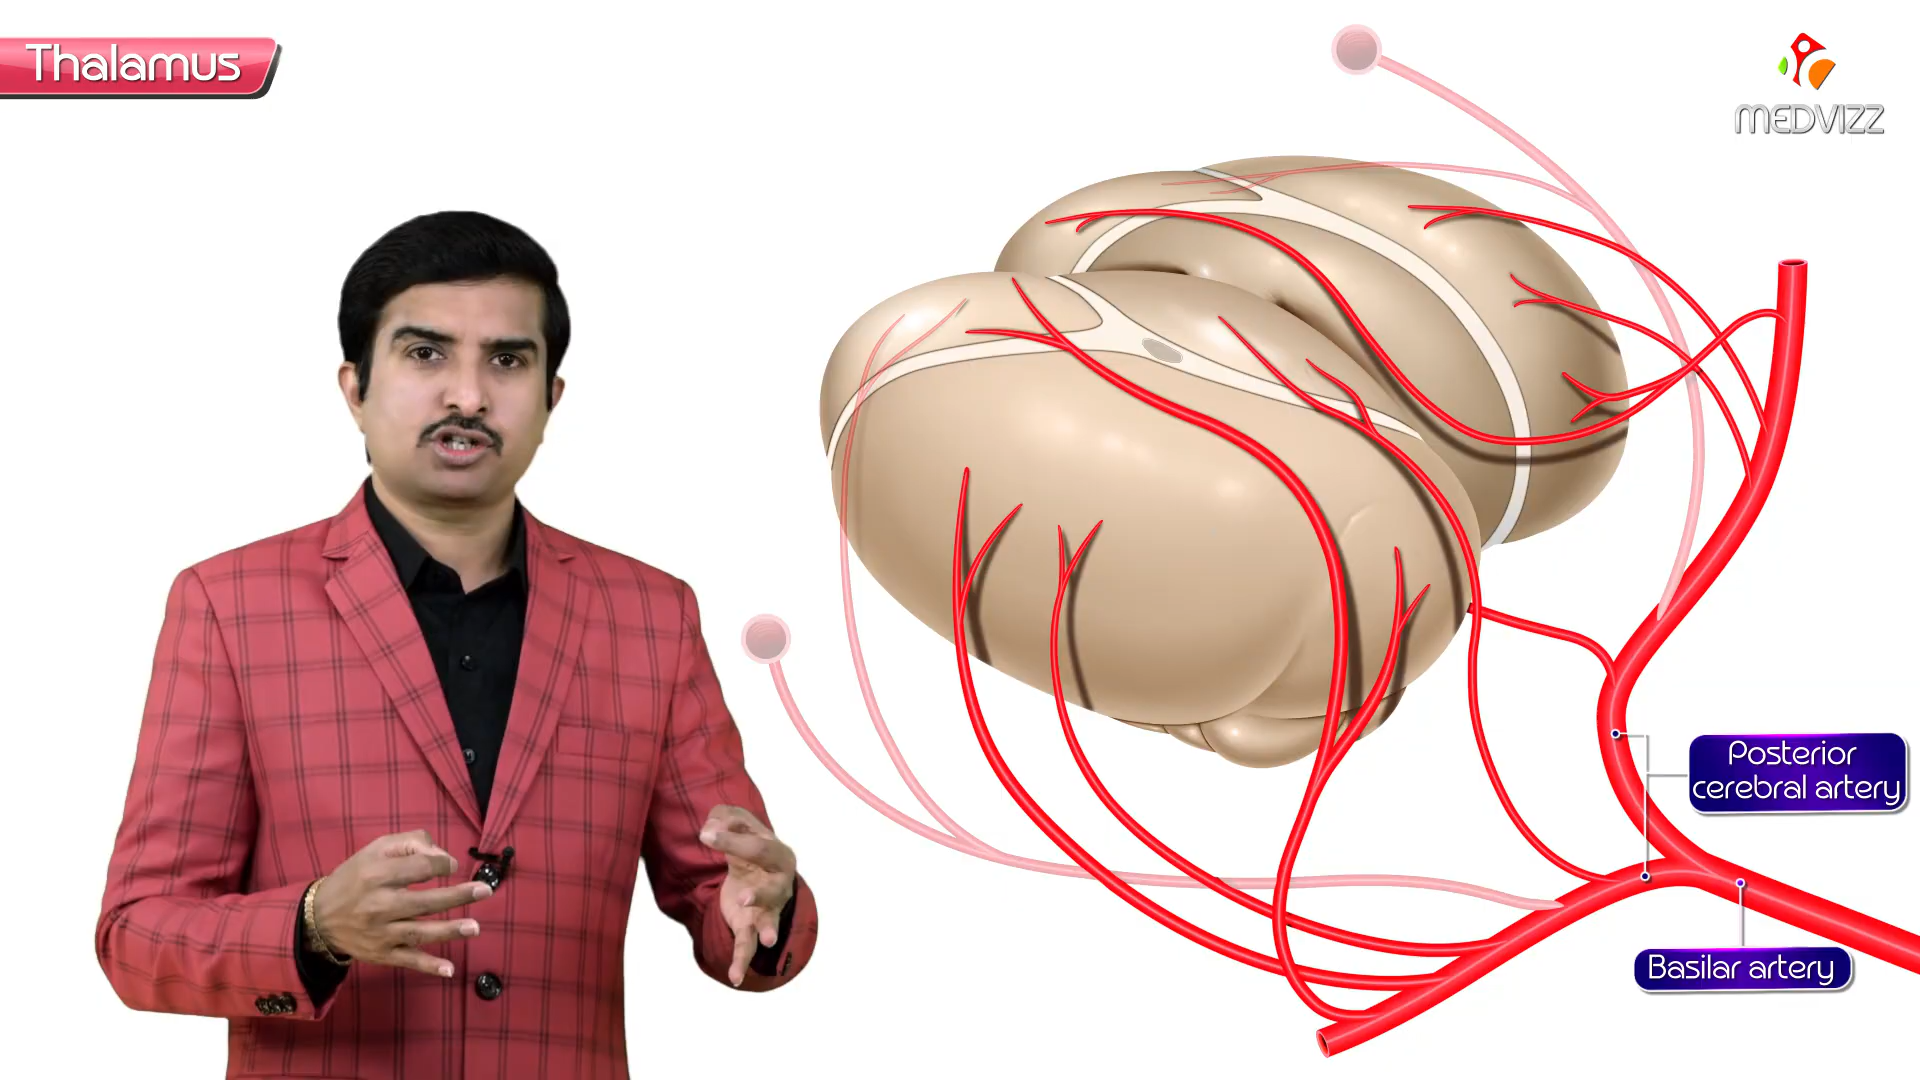 Thalamus
MEDVIZZ
Posterior
cerebral artery
Basilar artery